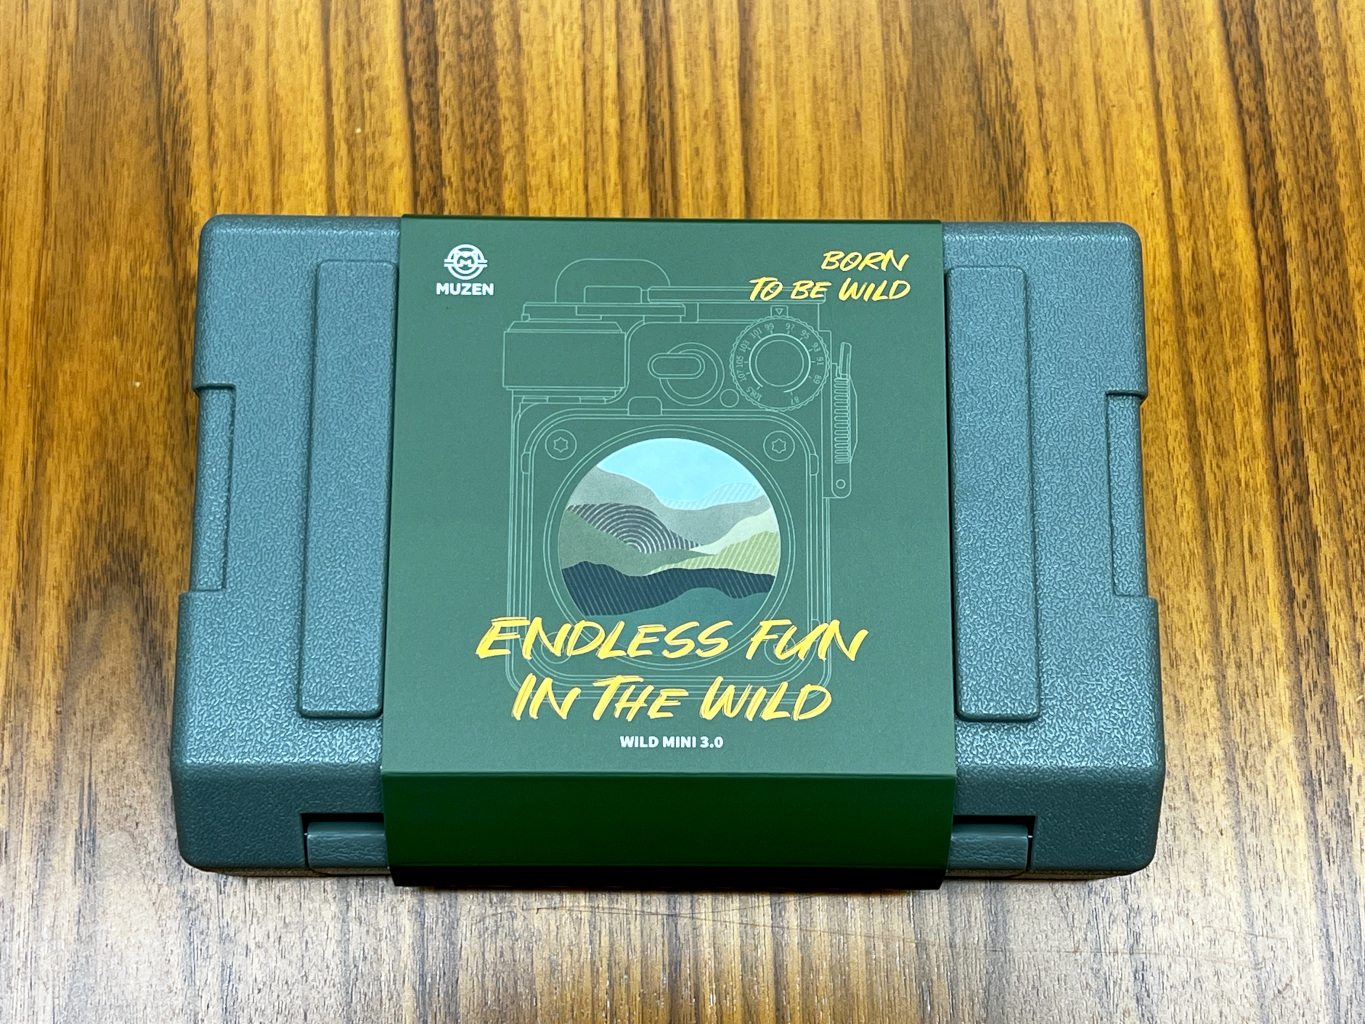 MUZEN
BORN
TO BE WILD
ENDLESS FUN
IN THE WILD
WILD MINI 3.0